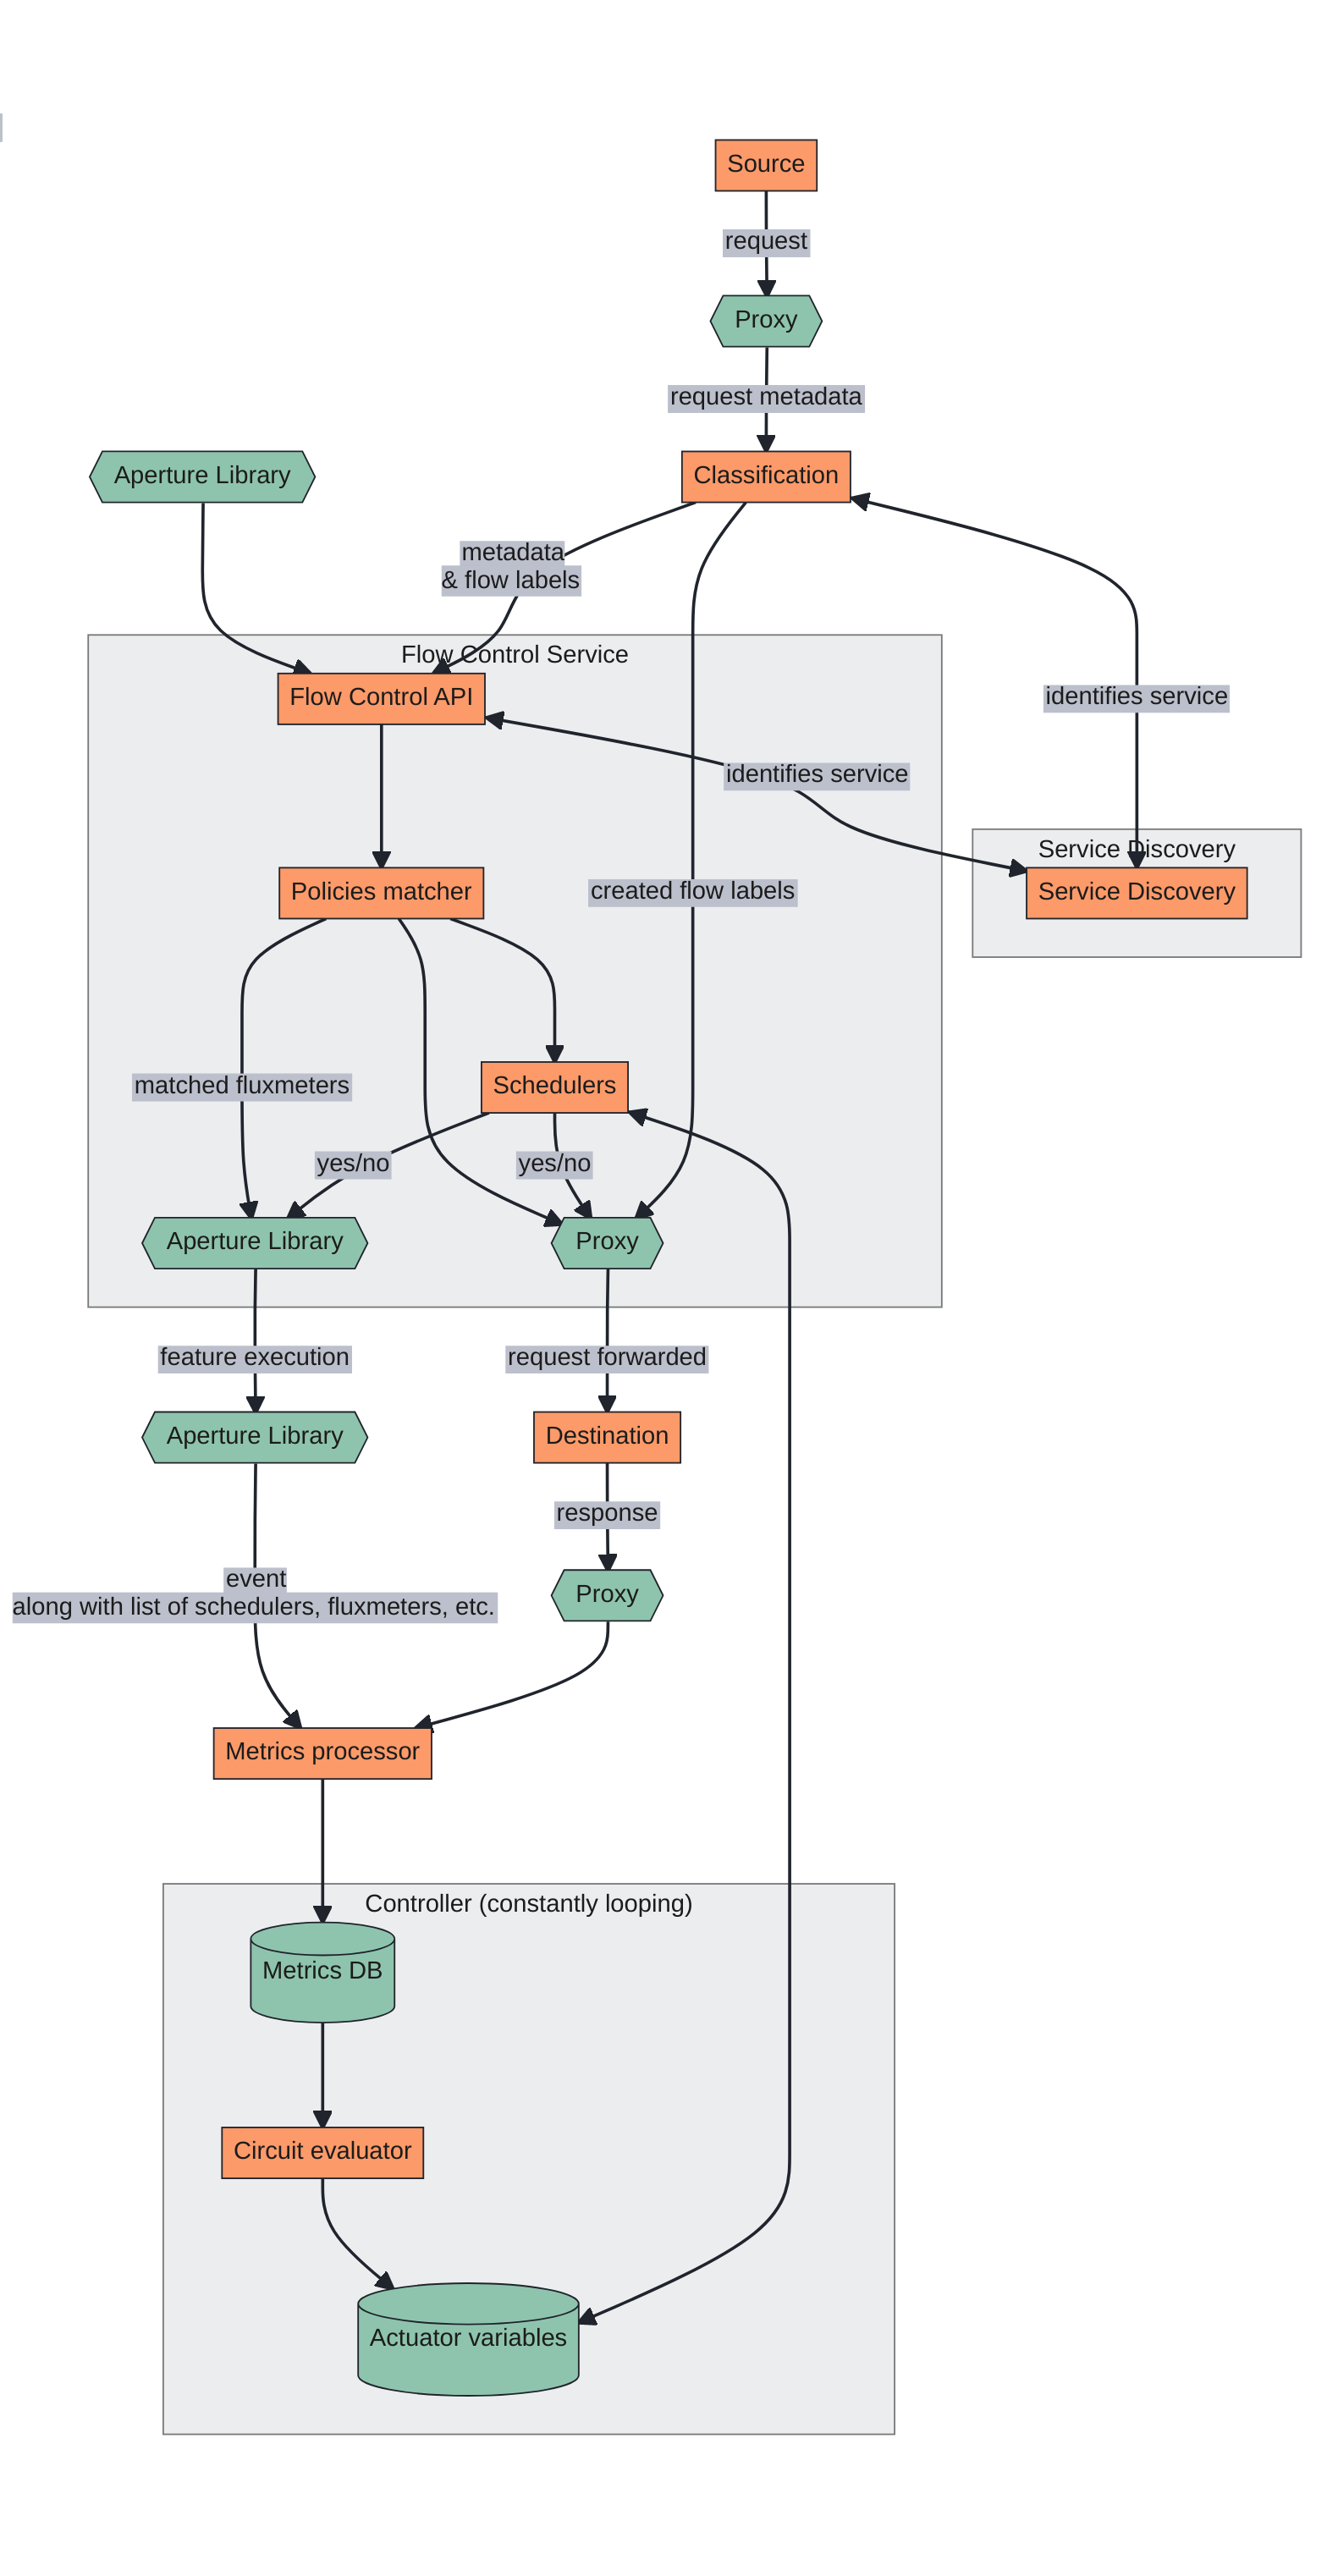 Source
request
Proxy
request metadata
Aperture Library
Classification
metadata
& flow labels
Flow Control Service
Flow Control API
identifies service
identifies service
Service Discovery
Policies matcher
created flow labels
Service Discovery
matched fluxmeters
Schedulers
yes/no
yes/no
Aperture Library
Proxy
feature execution
request forwarded
Aperture Library
Destination
response
event
along with list of schedulers, fluxmeters, etc.
Proxy
Metrics processor
Controller (constantly looping)
Metrics DB
Circuit evaluator
Actuator variables